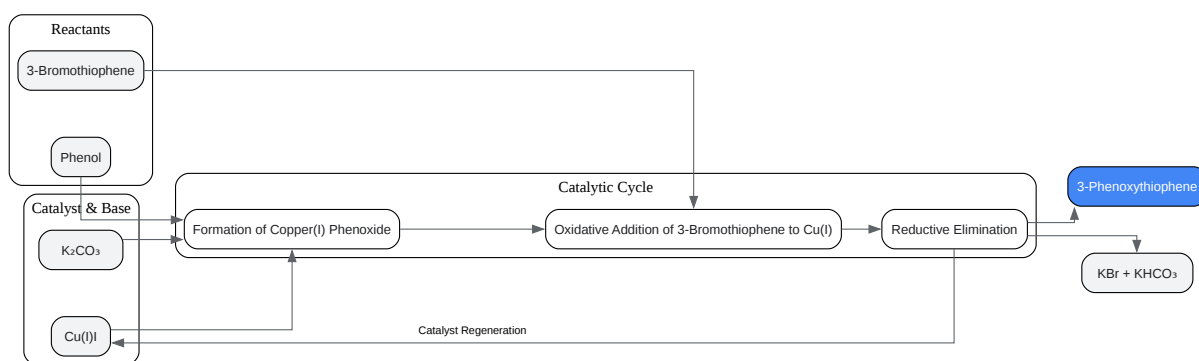 Reactants
3-Bromothiophene
Phenol
Catalyst & Base
K₂CO₃
Cu(I)I
Catalytic Cycle
Formation of Copper(I) Phenoxide
Oxidative Addition of 3-Bromothiophene to Cu(I)
Reductive Elimination
3-Phenoxythiophene
KBr + KHCO₃
Catalyst Regeneration